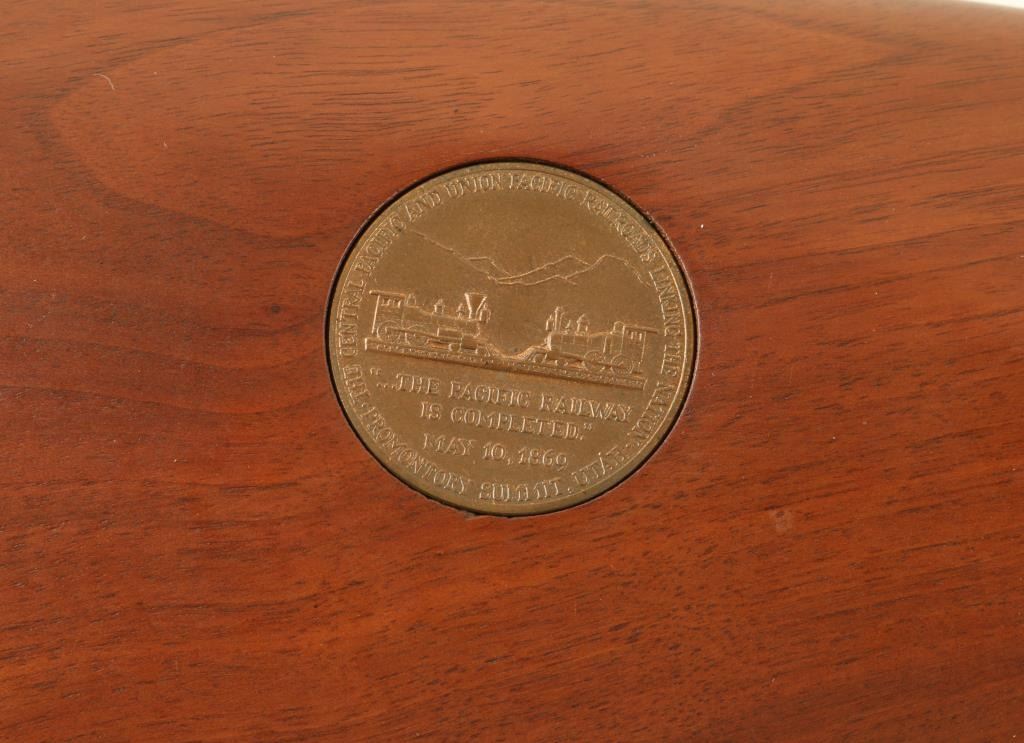 THE CENTRAL PACIFIC AND UNION PACIFIC RAILROADS LINKING THE NATION
"...THE PACIFIC RAILWAY
IS COMPLETED."
MAY 10, 1869
PROMONTORY SUMMIT, UTAH